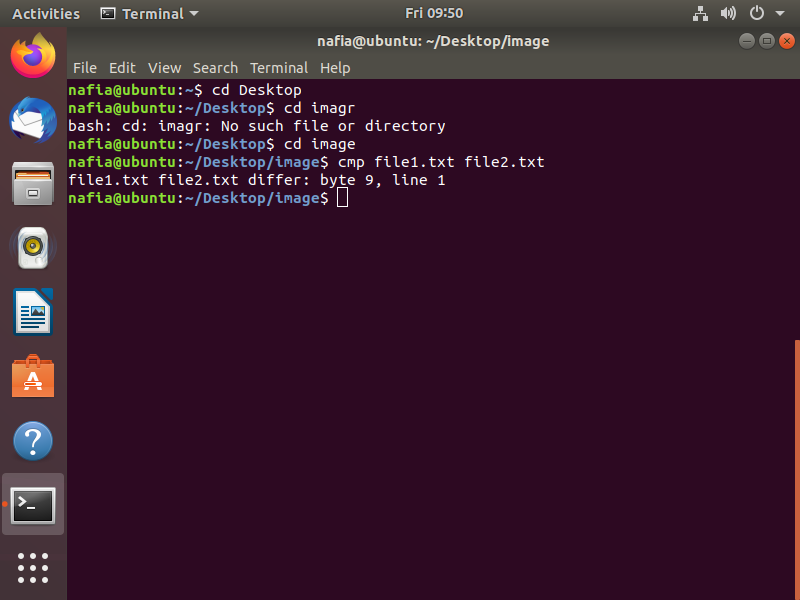 Activities Terminal Fri 09:50
nafia@ubuntu: ~/Desktop/image
File Edit View Search Terminal Help
nafia@ubuntu:~$ cd Desktop
nafia@ubuntu:~/Desktop$ cd imagr
bash: cd: imagr: No such file or directory
nafia@ubuntu:~/Desktop$ cd image
nafia@ubuntu:~/Desktop/image$ cmp file1.txt file2.txt
file1.txt file2.txt differ: byte 9, line 1
nafia@ubuntu:~/Desktop/image$